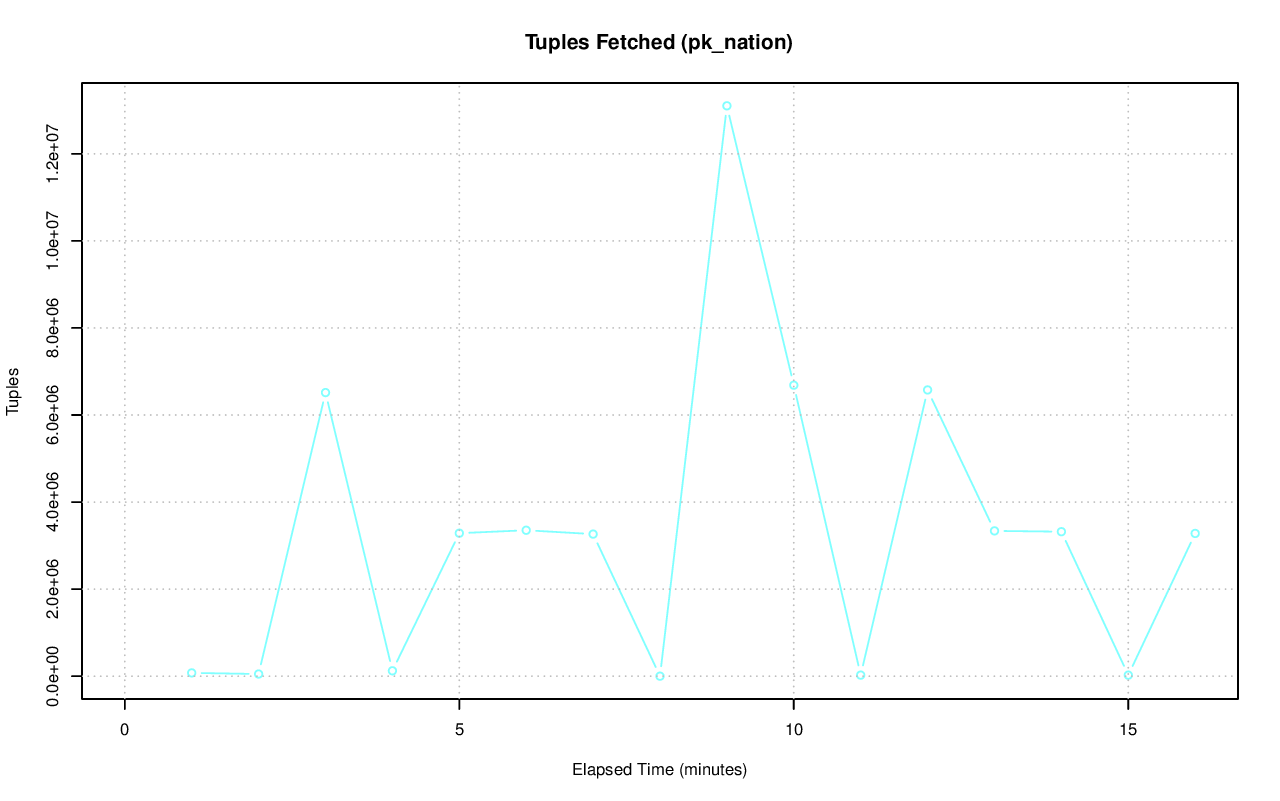 Tuples Fetched (pk_nation)
Tuples
1.2e+07
1.0e+07
8.0e+06
6.0e+06
4.0e+06
2.0e+06
0.0e+00
0 5 10 15
Elapsed Time (minutes)